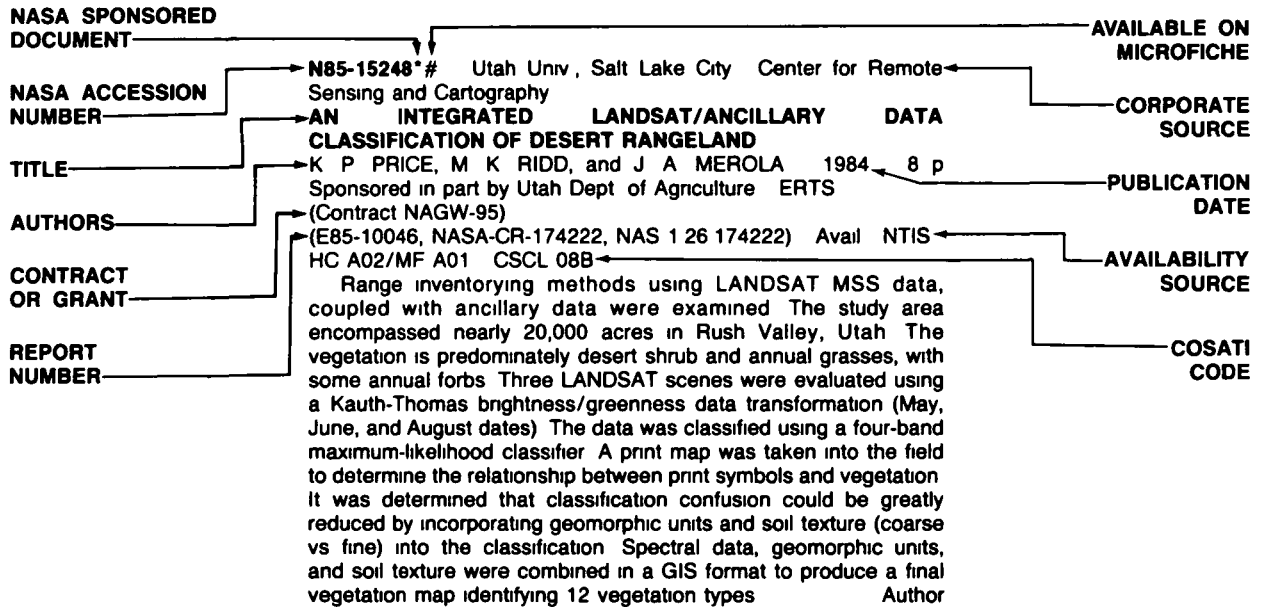 NASA SPONSORED
DOCUMENT
AVAILABLE ON
MICROFICHE
N85-15248*# Utah Univ , Salt Lake City Center for Remote
Sensing and Cartography
NASA ACCESSION
NUMBER
CORPORATE
SOURCE
AN INTEGRATED LANDSAT/ANCILLARY DATA
CLASSIFICATION OF DESERT RANGELAND
TITLE
K P PRICE, M K RIDD, and J A MEROLA 1984 8 p
Sponsored in part by Utah Dept of Agriculture ERTS
PUBLICATION
DATE
AUTHORS
(Contract NAGW-95)
(E85-10046, NASA-CR-174222, NAS 1 26 174222) Avail NTIS
HC A02/MF A01 CSCL 08B
AVAILABILITY
SOURCE
CONTRACT
OR GRANT
Range inventorying methods using LANDSAT MSS data,
coupled with ancillary data were examined The study area
encompassed nearly 20,000 acres in Rush Valley, Utah The
vegetation is predominately desert shrub and annual grasses, with
some annual forbs Three LANDSAT scenes were evaluated using
a Kauth-Thomas brightness/greenness data transformation (May,
June, and August dates) The data was classified using a four-band
maximum-likelihood classifier A print map was taken into the field
to determine the relationship between print symbols and vegetation
It was determined that classification confusion could be greatly
reduced by incorporating geomorphic units and soil texture (coarse
vs fine) into the classification Spectral data, geomorphic units,
and soil texture were combined in a GIS format to produce a final
vegetation map identifying 12 vegetation types Author
REPORT
NUMBER
COSATI
CODE